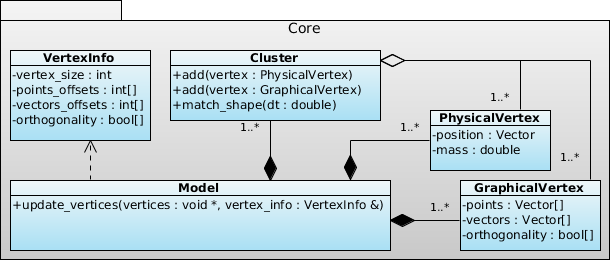 Core
VertexInfo
-vertex_size : int
-points_offsets : int[]
-vectors_offsets : int[]
-orthogonality : bool[]
Cluster
+add(vertex : PhysicalVertex)
+add(vertex : GraphicalVertex)
+match_shape(dt : double)
1..*
1..*
1..*
PhysicalVertex
-position : Vector
-mass : double
1..*
Model
+update_vertices(vertices : void *, vertex_info : VertexInfo &)
1..*
GraphicalVertex
-points : Vector[]
-vectors : Vector[]
-orthogonality : bool[]